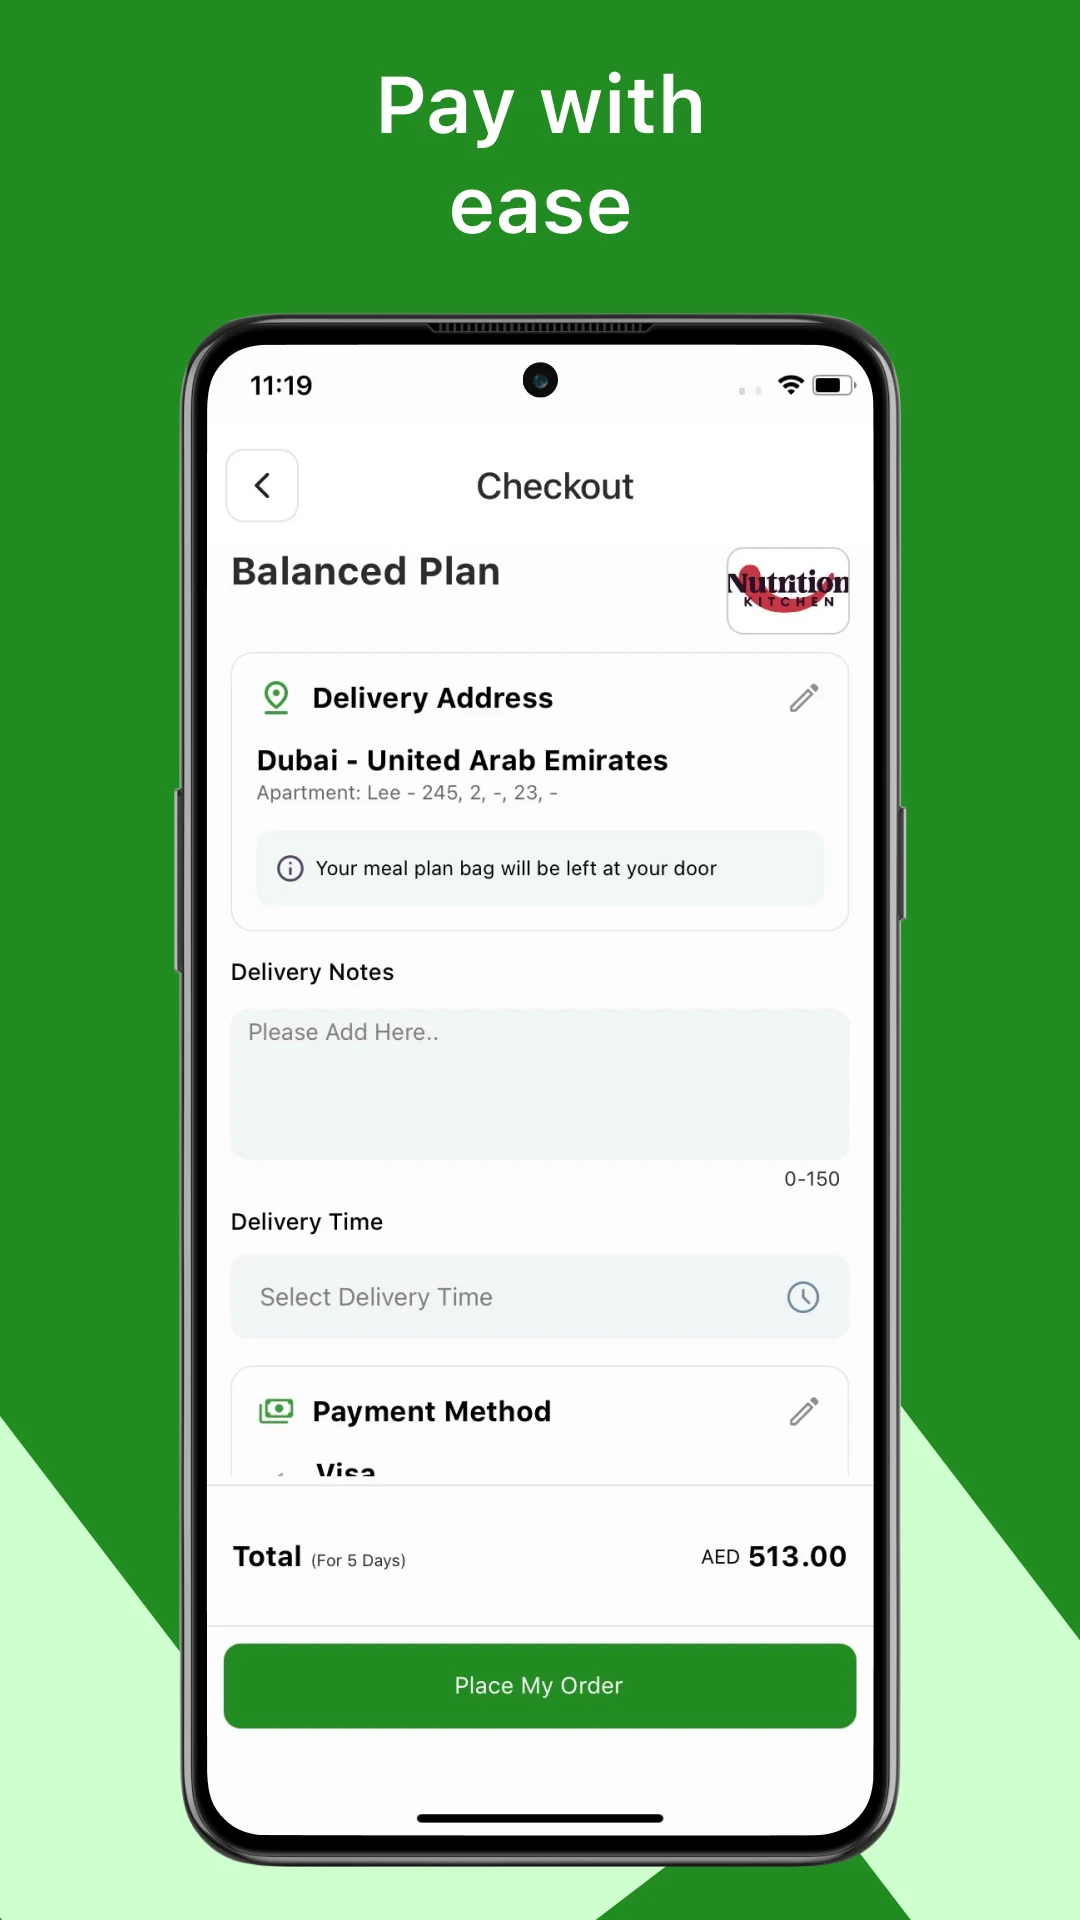 Pay with
ease
11:19
Checkout
Balanced Plan
Nutrition
KITCHEN
Delivery Address
Dubai - United Arab Emirates
Apartment: Lee - 245, 2, -, 23, -
Your meal plan bag will be left at your door
Delivery Notes
Please Add Here..
0-150
Delivery Time
Select Delivery Time
Payment Method
Visa
Total (For 5 Days) AED 513.00
Place My Order